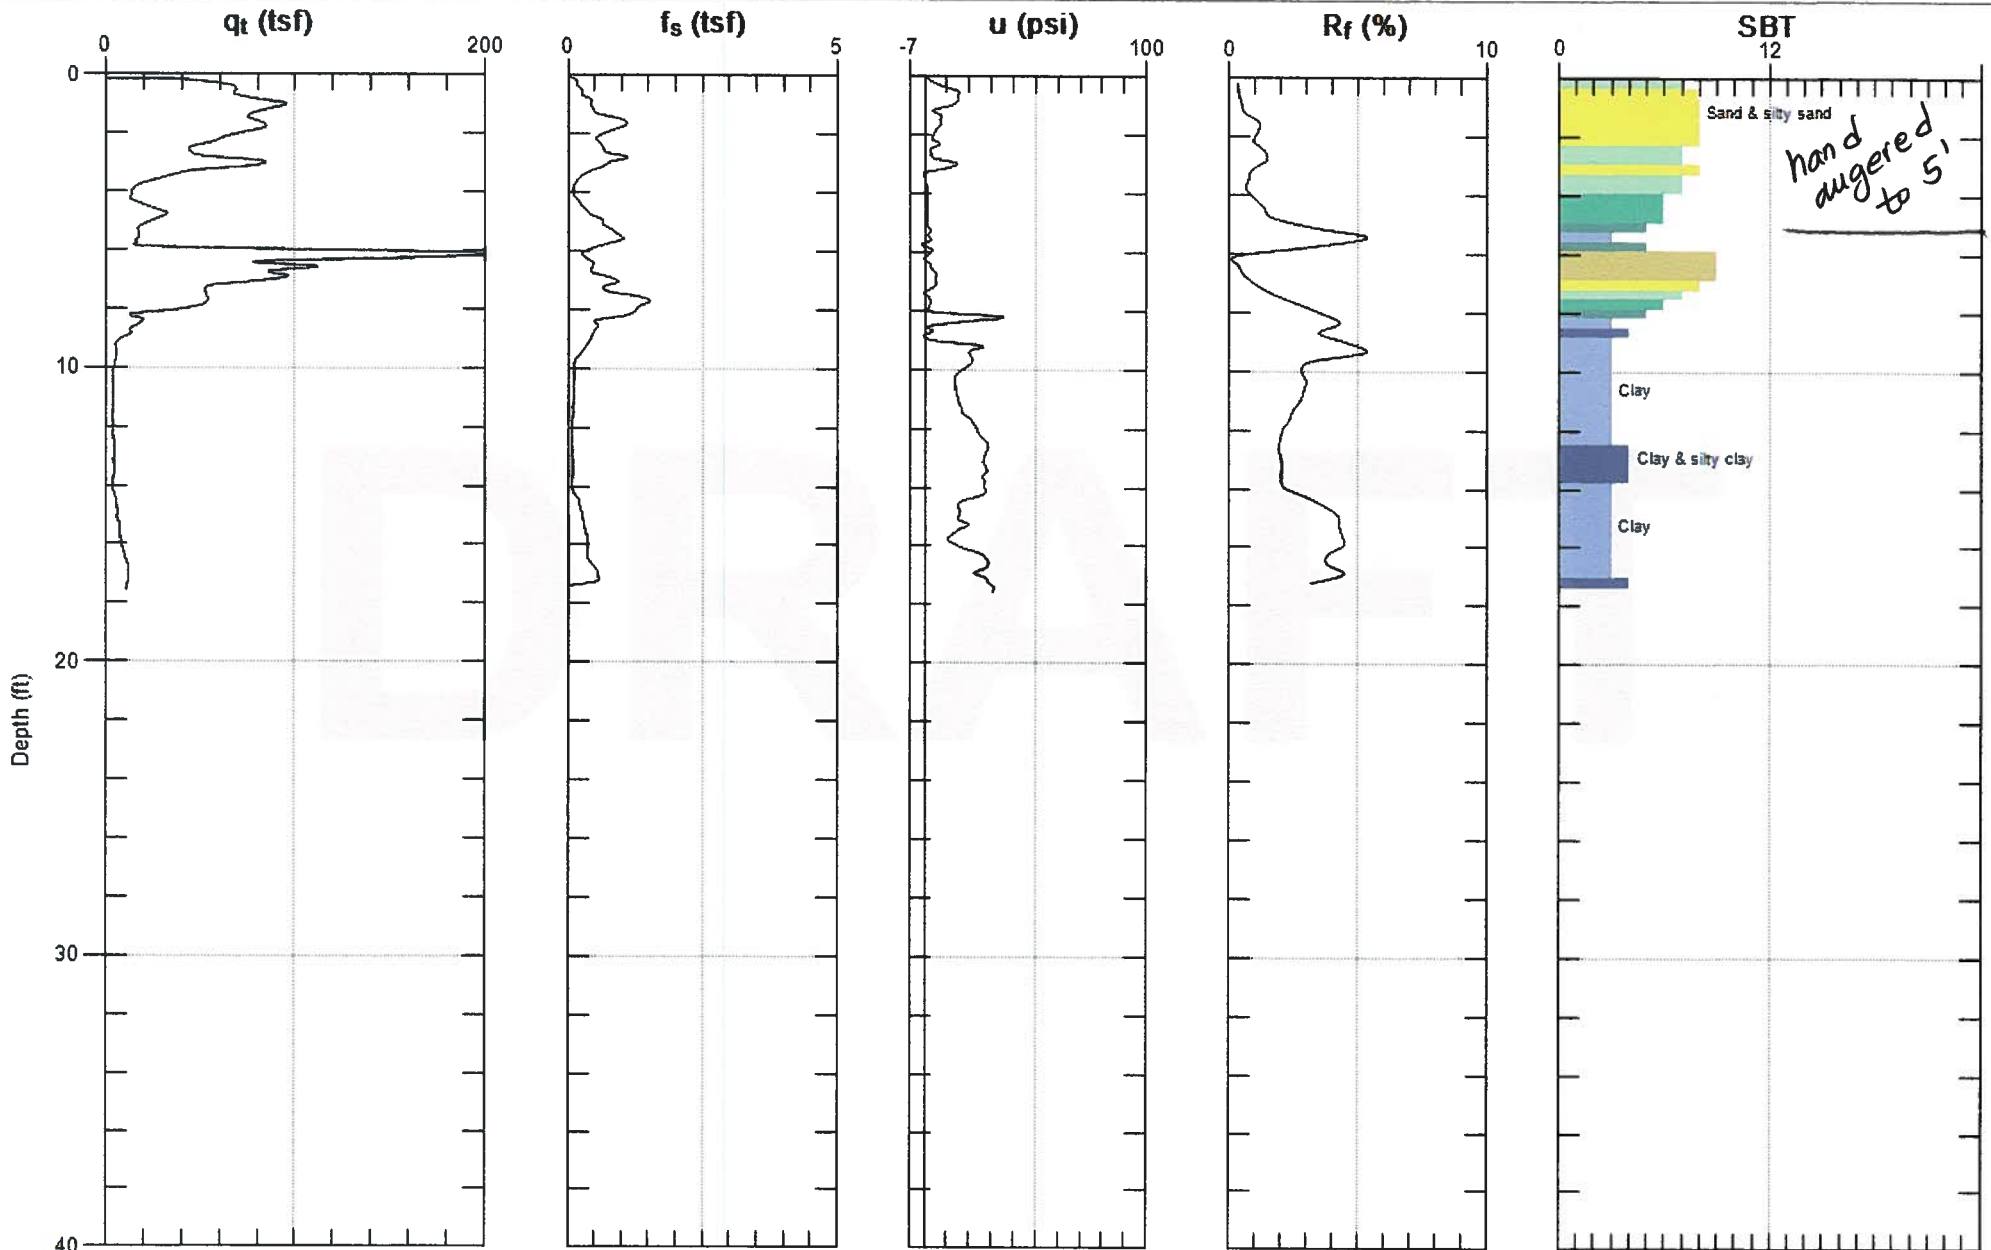 qt (tsf)
fs (tsf)
u (psi)
Rf (%)
SBT
0
200
0
5
-7
100
0
10
0
12
0
10
20
30
40
Depth (ft)
Sand & silty sand
hand
augered
to 5'
Clay
Clay & silty clay
Clay
DRAFT